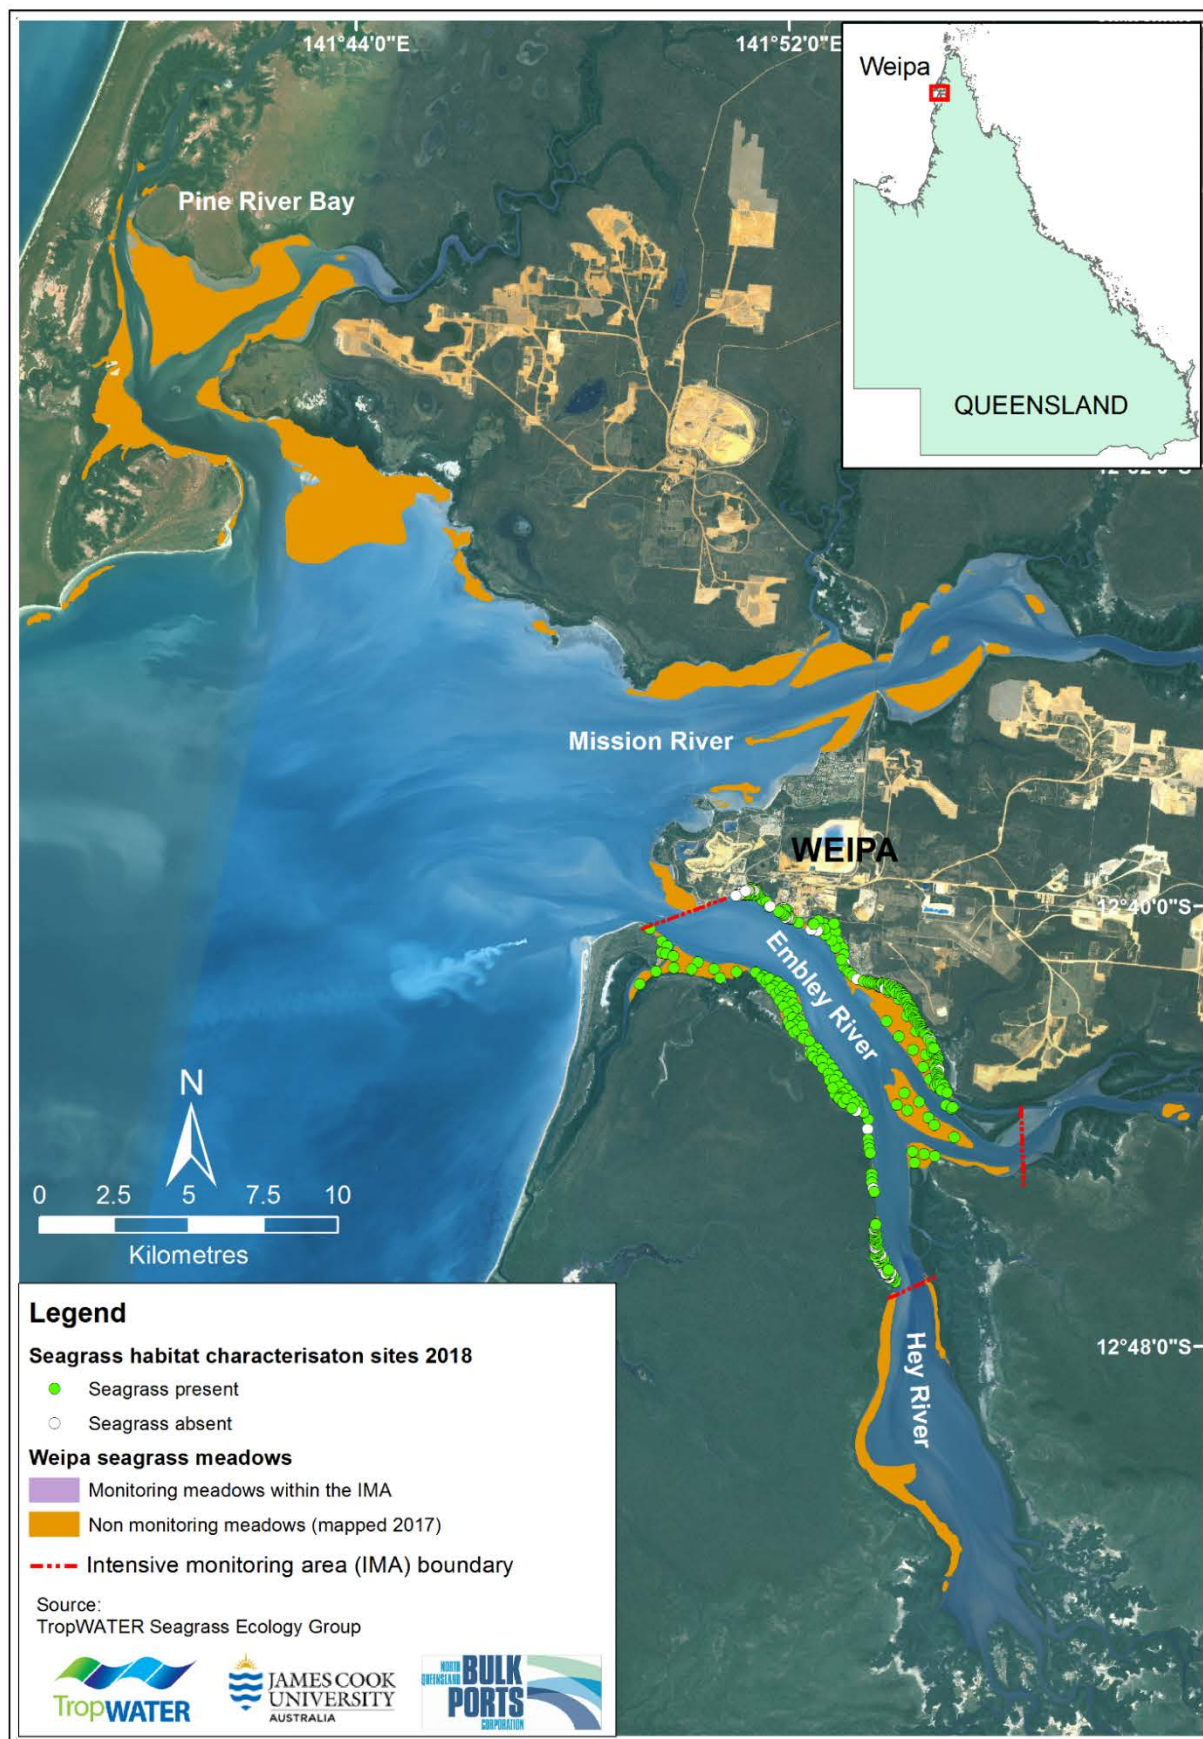 141°44'0"E
141°52'0"E
Weipa
Pine River Bay
QUEENSLAND
Mission River
WEIPA
12°40'0"S
Embley River
N
0 2.5 5 7.5 10
Kilometres
12°48'0"S
Hey River
Legend
Seagrass habitat characterisaton sites 2018
Seagrass present
Seagrass absent
Weipa seagrass meadows
Monitoring meadows within the IMA
Non monitoring meadows (mapped 2017)
Intensive monitoring area (IMA) boundary
Source:
TropWATER Seagrass Ecology Group
TropWATER
JAMES COOK
UNIVERSITY
AUSTRALIA
NORTH
QUEENSLAND
BULK
PORTS
CORPORATION